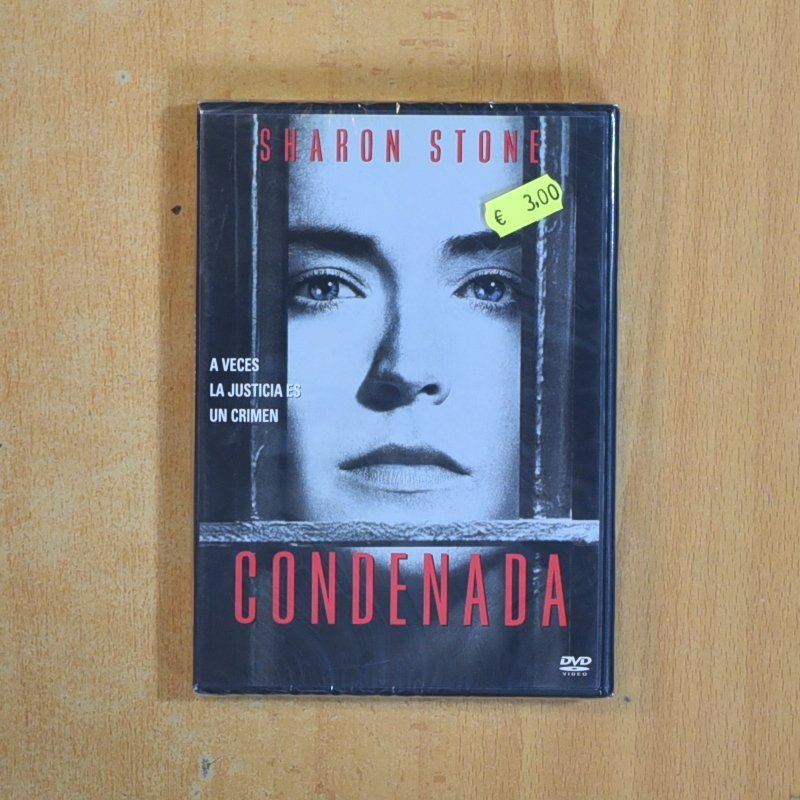 SHARON STONE
€ 3,00
A VECES
LA JUSTICIA ES
UN CRIMEN
CONDENADA
DVD
VIDEO